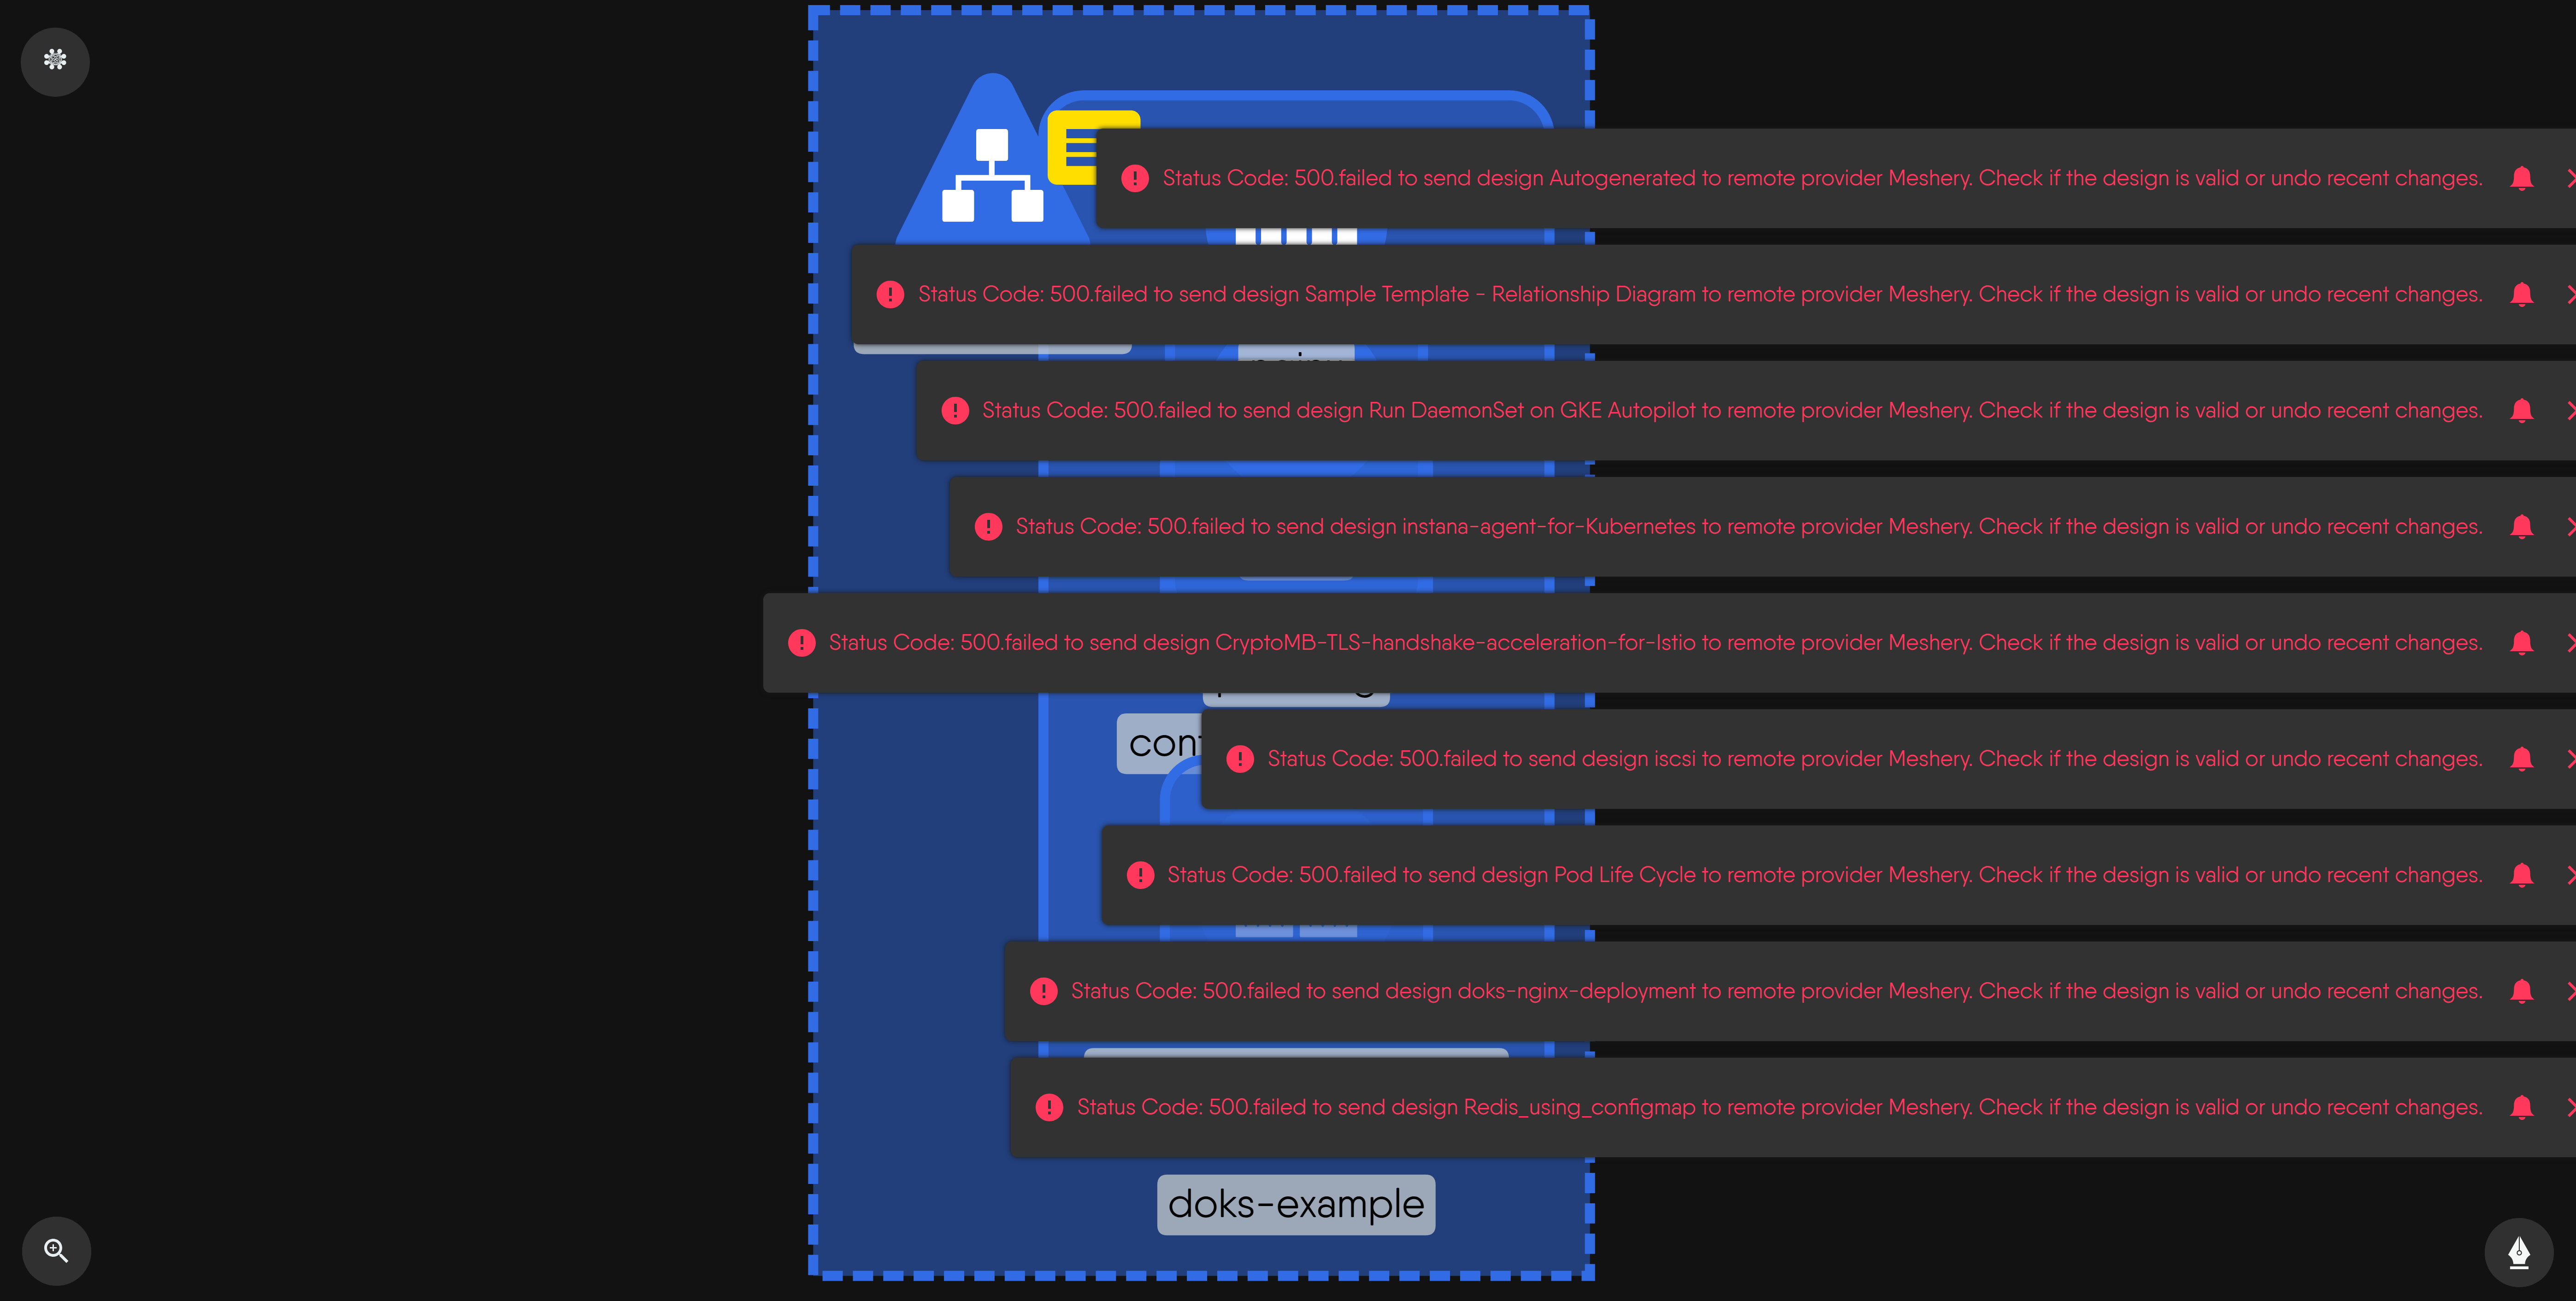 Status Code: 500.failed to send design Autogenerated to remote provider Meshery. Check if the design is valid or undo recent changes.
Status Code: 500.failed to send design Sample Template - Relationship Diagram to remote provider Meshery. Check if the design is valid or undo recent changes.
Status Code: 500.failed to send design Run DaemonSet on GKE Autopilot to remote provider Meshery. Check if the design is valid or undo recent changes.
Status Code: 500.failed to send design instana-agent-for-Kubernetes to remote provider Meshery. Check if the design is valid or undo recent changes.
Status Code: 500.failed to send design CryptoMB-TLS-handshake-acceleration-for-Istio to remote provider Meshery. Check if the design is valid or undo recent changes.
Status Code: 500.failed to send design iscsi to remote provider Meshery. Check if the design is valid or undo recent changes.
Status Code: 500.failed to send design Pod Life Cycle to remote provider Meshery. Check if the design is valid or undo recent changes.
Status Code: 500.failed to send design doks-nginx-deployment to remote provider Meshery. Check if the design is valid or undo recent changes.
Status Code: 500.failed to send design Redis_using_configmap to remote provider Meshery. Check if the design is valid or undo recent changes.
doks-example